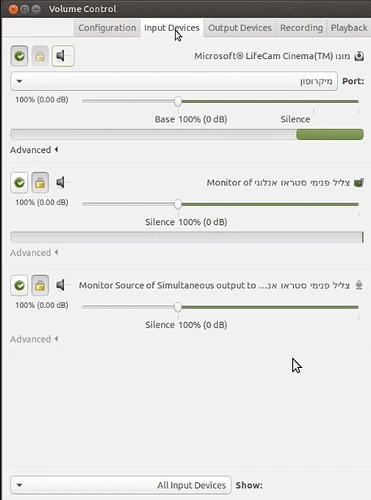 Volume Control
Configuration Input Devices Output Devices Recording Playback
Microsoft® LifeCam Cinema(TM) מונו
Port: מיקרופון
100% (0.00 dB)
Base 100% (0 dB) Silence
Advanced
Monitor of צליל פנימי סטראו אנלוגי
100% (0.00 dB)
Silence 100% (0 dB)
Advanced
Monitor Source of Simultaneous output to צליל פנימי סטראו אנ...
100% (0.00 dB)
Silence 100% (0 dB)
Advanced
Show: All Input Devices